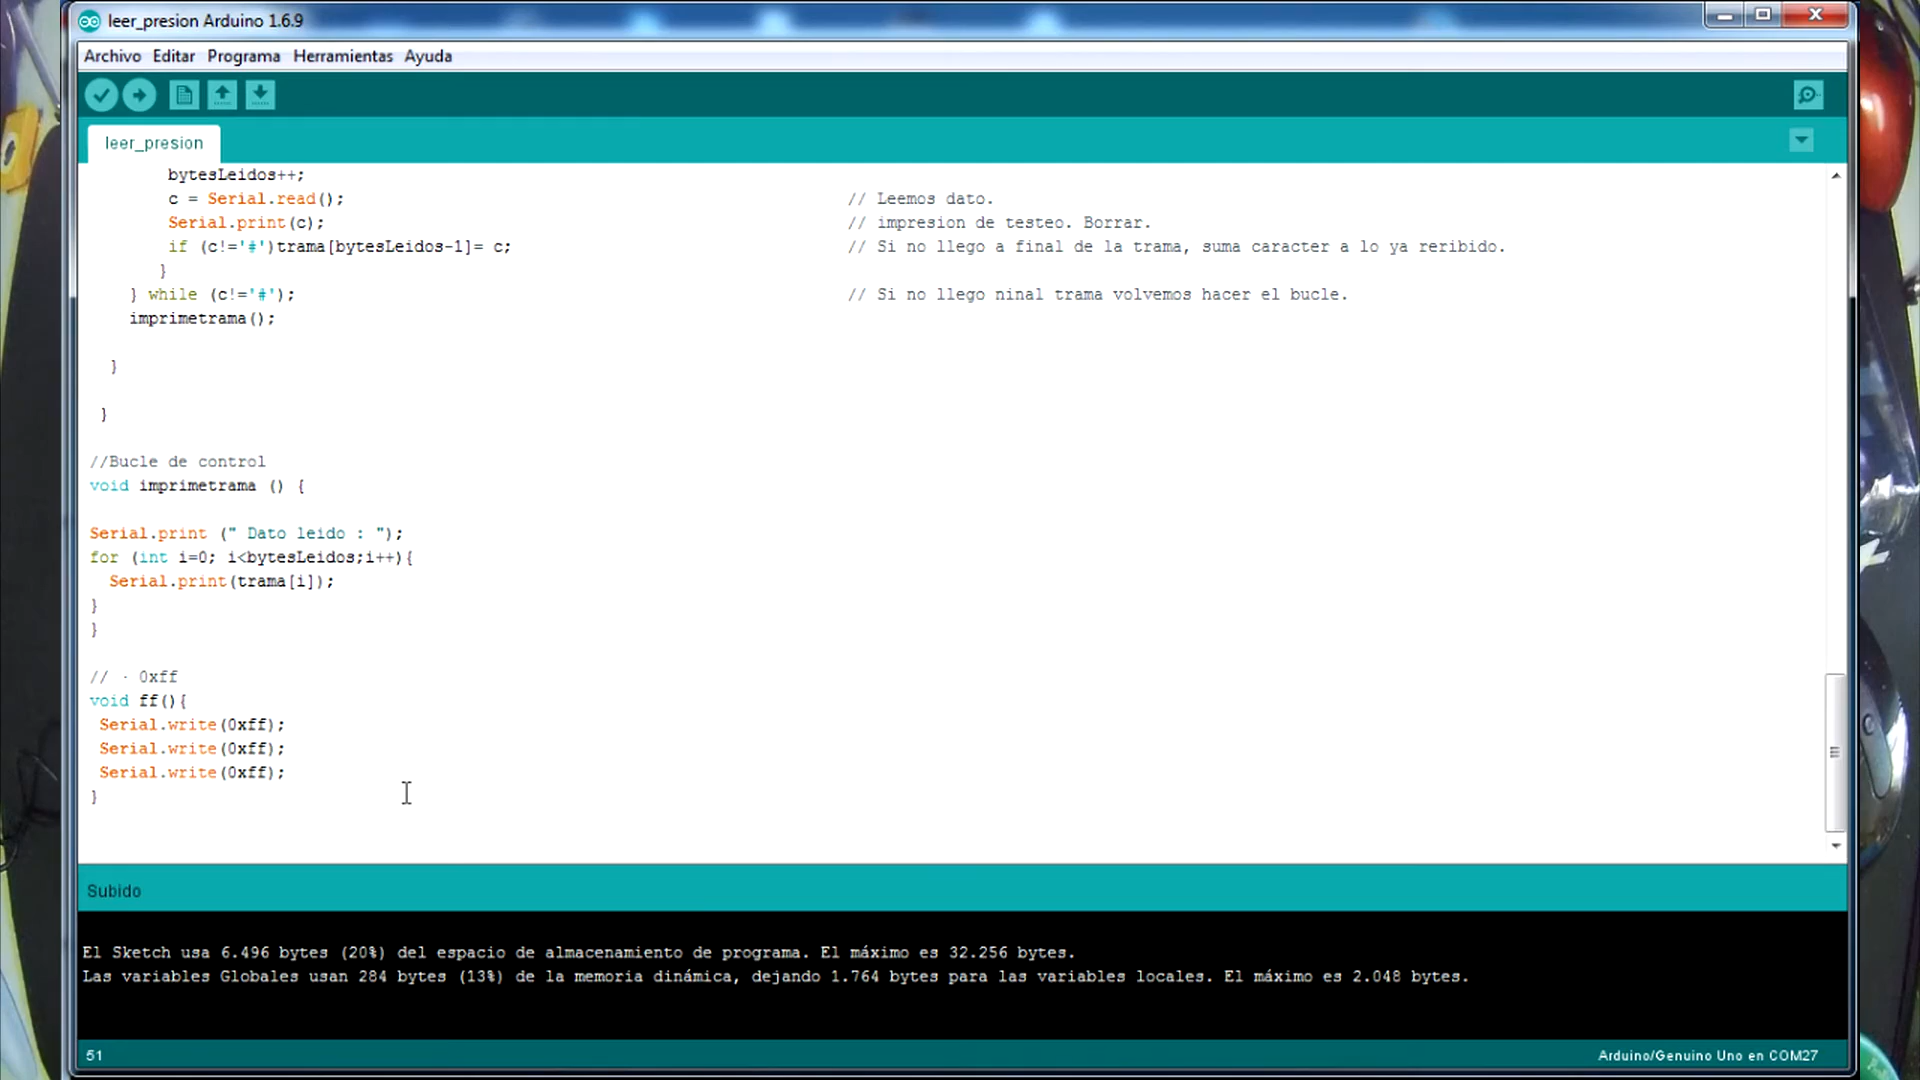 leer_presion Arduino 1.6.9
Archivo Editar Programa Herramientas Ayuda
leer_presion
bytesLeidos++;
c = Serial.read(); // Leemos dato.
Serial.print(c); // impresion de testeo. Borrar.
if (c!='#')trama[bytesLeidos-1]= c; // Si no llego a final de la trama, suma caracter a lo ya reribido.
}
} while (c!='#'); // Si no llego ninal trama volvemos hacer el bucle.
imprimetrama();
}
}
//Bucle de control
void imprimetrama () {
Serial.print (" Dato leido : ");
for (int i=0; i<bytesLeidos;i++){
Serial.print(trama[i]);
}
}
// - 0xff
void ff(){
Serial.write(0xff);
Serial.write(0xff);
Serial.write(0xff);
}
Subido
El Sketch usa 6.496 bytes (20%) del espacio de almacenamiento de programa. El máximo es 32.256 bytes.
Las variables Globales usan 284 bytes (13%) de la memoria dinámica, dejando 1.764 bytes para las variables locales. El máximo es 2.048 bytes.
51
Arduino/Genuino Uno en COM27